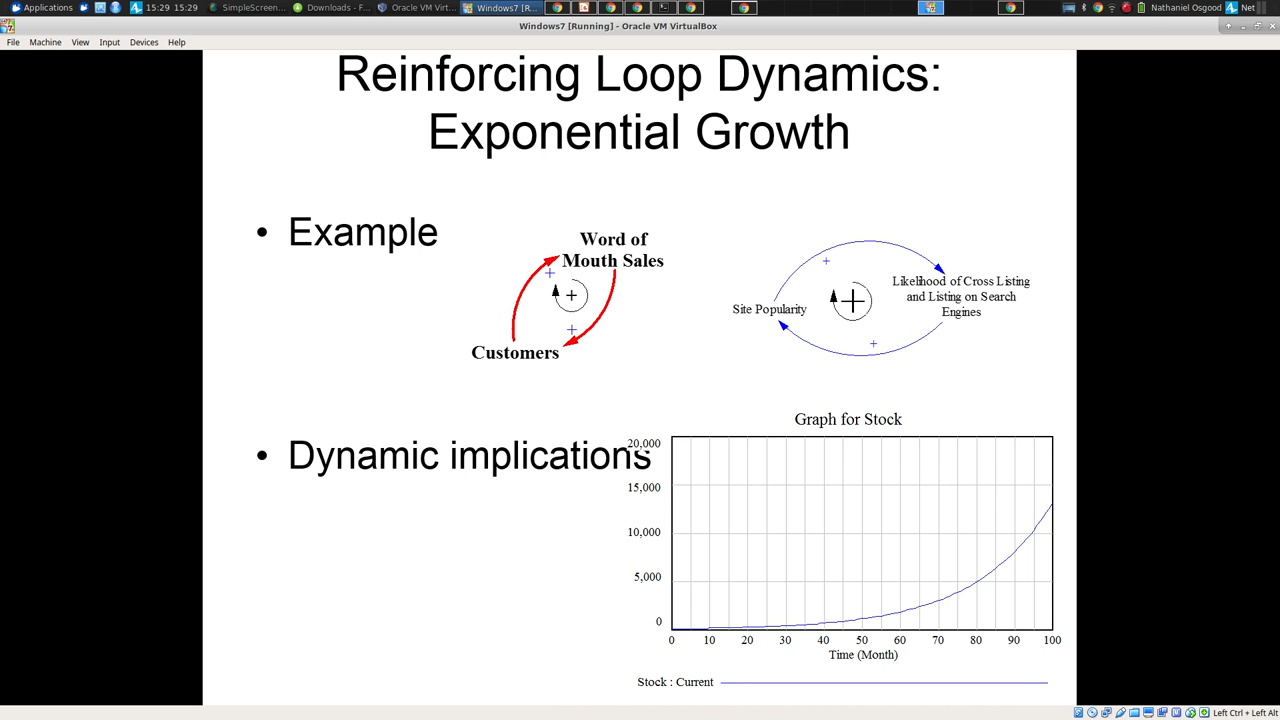 Applications
15:29 15:29
SimpleScreen...
Downloads - F...
Oracle VM Virt...
Windows7 [R...
Nathaniel Osgood
Net
Windows7 [Running] - Oracle VM VirtualBox
File Machine View Input Devices Help
Reinforcing Loop Dynamics:
Exponential Growth
• Example
Word of
Mouth Sales
+
+
+
Customers
+
Likelihood of Cross Listing
and Listing on Search
Engines
Site Popularity
+
+
• Dynamic implications
Graph for Stock
20,000
15,000
10,000
5,000
0
0 10 20 30 40 50 60 70 80 90 100
Time (Month)
Stock : Current
Left Ctrl + Left Alt